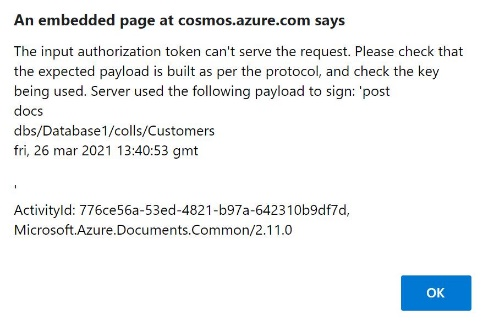 An embedded page at cosmos.azure.com says
The input authorization token can't serve the request. Please check that
the expected payload is built as per the protocol, and check the key
being used. Server used the following payload to sign: 'post
docs
dbs/Database1/colls/Customers
fri, 26 mar 2021 13:40:53 gmt
'
ActivityId: 776ce56a-53ed-4821-b97a-642310b9df7d,
Microsoft.Azure.Documents.Common/2.11.0
OK